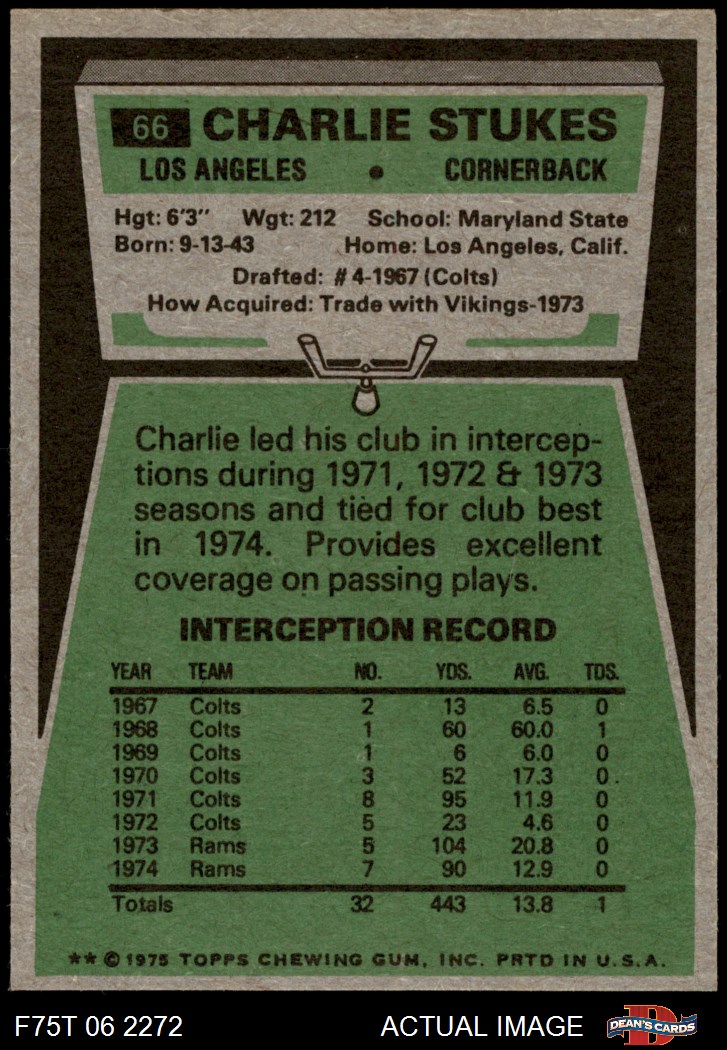 66 CHARLIE STUKES
LOS ANGELES • CORNERBACK
Hgt: 6'3" Wgt: 212 School: Maryland State
Born: 9-13-43 Home: Los Angeles, Calif.
Drafted: #4-1967 (Colts)
How Acquired: Trade with Vikings-1973
Charlie led his club in intercep-
tions during 1971, 1972 & 1973
seasons and tied for club best
in 1974. Provides excellent
coverage on passing plays.
INTERCEPTION RECORD
YEAR TEAM NO. YDS. AVG. TDS.
1967 Colts 2 13 6.5 0
1968 Colts 1 60 60.0 1
1969 Colts 1 6 6.0 0
1970 Colts 3 52 17.3 0
1971 Colts 8 95 11.9 0
1972 Colts 5 23 4.6 0
1973 Rams 5 104 20.8 0
1974 Rams 7 90 12.9 0
Totals 32 443 13.8 1
** © 1975 TOPPS CHEWING GUM, INC. PRTD IN U.S.A.
F75T 06 2272 ACTUAL IMAGE D DEAN'S CARDS